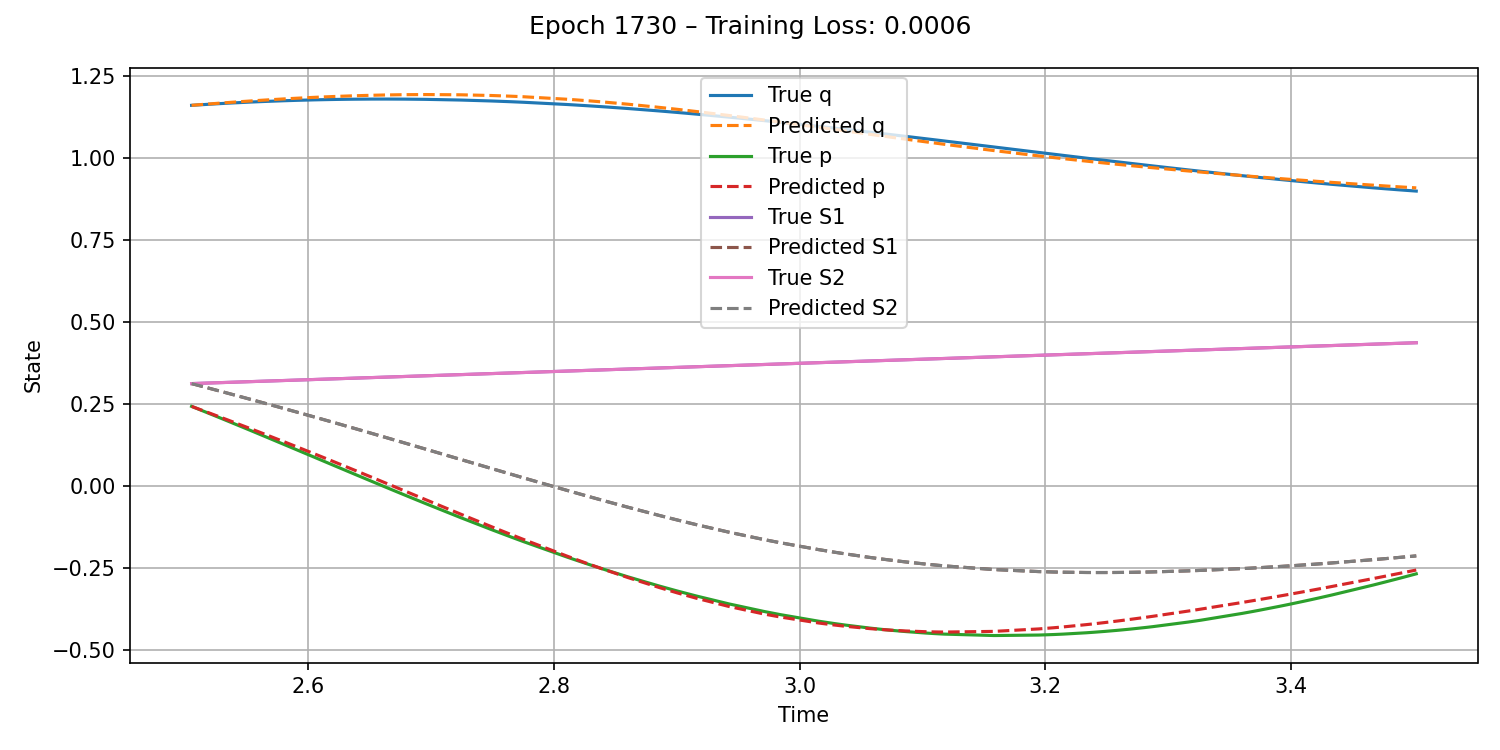 Epoch 1730 – Training Loss: 0.0006
1.25
1.00
0.75
0.50
0.25
0.00
−0.25
−0.50
State
True q
Predicted q
True p
Predicted p
True S1
Predicted S1
True S2
Predicted S2
2.6
2.8
3.0
3.2
3.4
Time